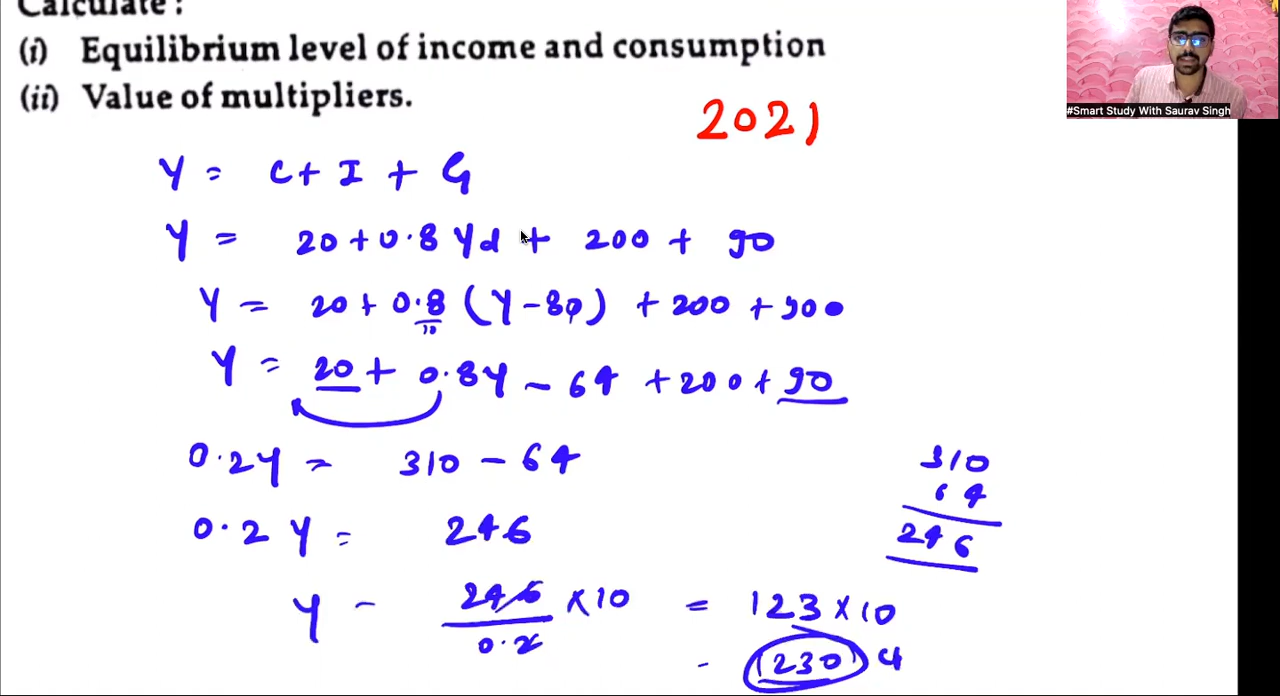 Calculate :
(i) Equilibrium level of income and consumption
#Smart Study With Saurav Singh
(ii) Value of multipliers.
2021
Y = C + I + G
Y = 20 + 0.8 Yd + 200 + 90
Y = 20 + 0.8 (Y - 80) + 200 + 900
10
Y = 20 + 0.8Y - 64 + 200 + 90
0.2Y = 310 - 64
310
64
246
0.2 Y = 246
Y = 246 × 10 = 123 × 10
0.2
= 1230